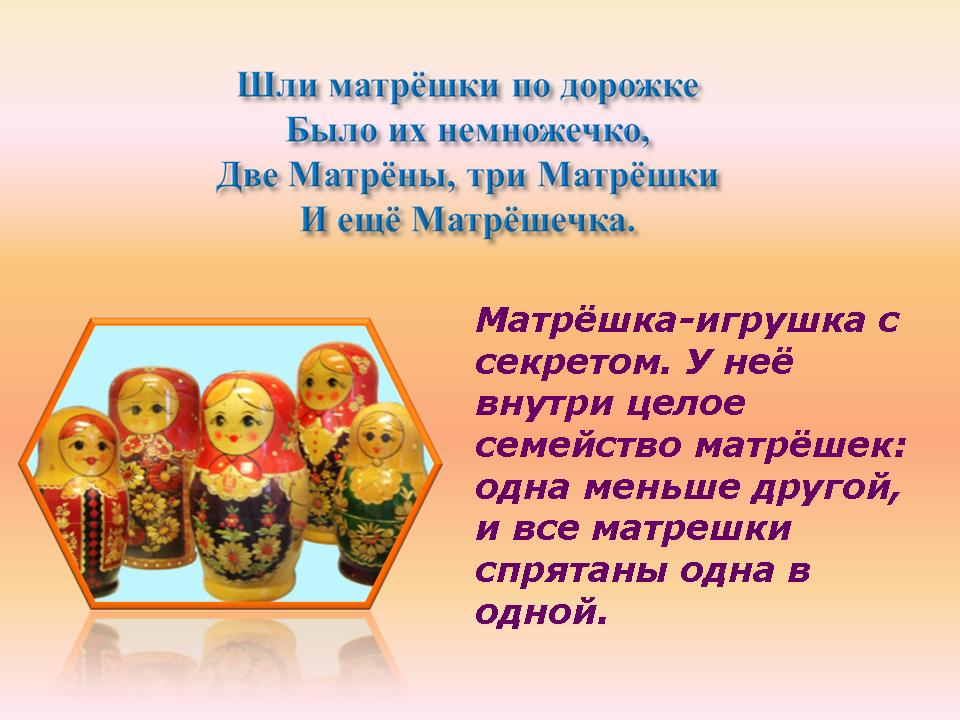 Шли матрёшки по дорожке
Было их немножечко,
Две Матрёны, три Матрёшки
И ещё Матрёшечка.
Матрёшка-игрушка с
секретом. У неё
внутри целое
семейство матрёшек:
одна меньше другой,
и все матрешки
спрятаны одна в
одной.